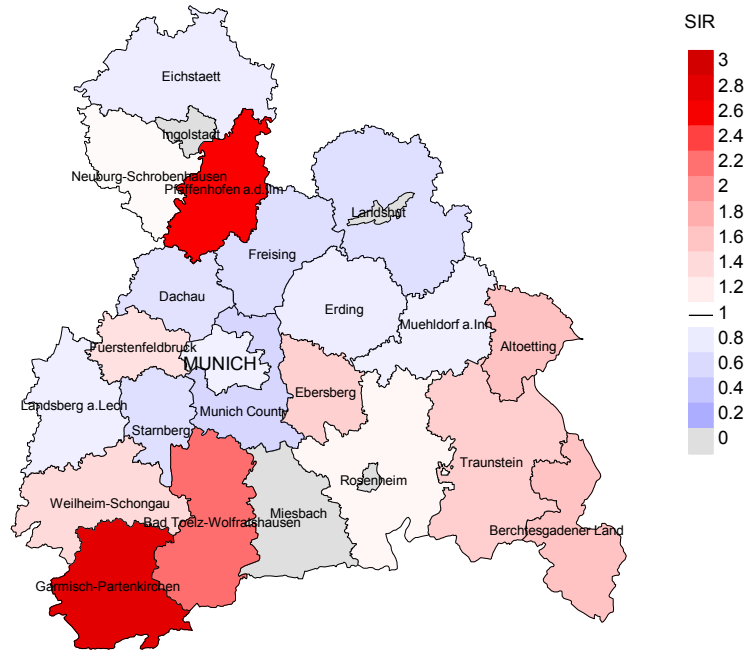 SIR
3
2.8
2.6
2.4
2.2
2
1.8
1.6
1.4
1.2
1
0.8
0.6
0.4
0.2
0
Eichstaett
Ingolstadt
Neuburg-Schrobenhausen
Pfaffenhofen a.d.Ilm
Landshut
Freising
Dachau
Erding
Muehldorf a.Inn
Altoetting
Fuerstenfeldbruck
MUNICH
Ebersberg
Landsberg a.Lech
Munich County
Starnberg
Traunstein
Rosenheim
Weilheim-Schongau
Miesbach
Bad Toelz-Wolfratshausen
Berchtesgadener Land
Garmisch-Partenkirchen